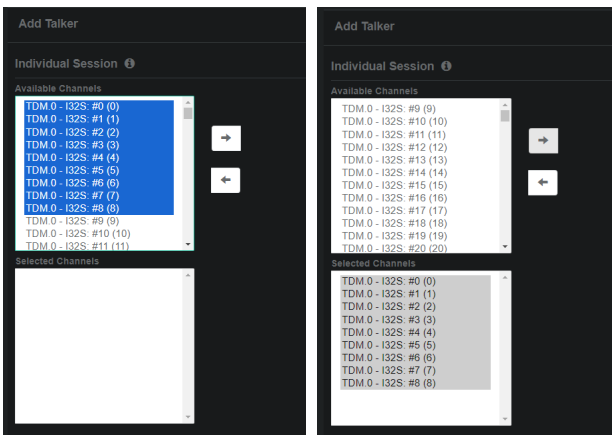 Add Talker
Individual Session
Available Channels
TDM.0 - I32S: #0 (0)
TDM.0 - I32S: #1 (1)
TDM.0 - I32S: #2 (2)
TDM.0 - I32S: #3 (3)
TDM.0 - I32S: #4 (4)
TDM.0 - I32S: #5 (5)
TDM.0 - I32S: #6 (6)
TDM.0 - I32S: #7 (7)
TDM.0 - I32S: #8 (8)
TDM.0 - I32S: #9 (9)
TDM.0 - I32S: #10 (10)
TDM.0 - I32S: #11 (11)
Selected Channels
Add Talker
Individual Session
Available Channels
TDM.0 - I32S: #9 (9)
TDM.0 - I32S: #10 (10)
TDM.0 - I32S: #11 (11)
TDM.0 - I32S: #12 (12)
TDM.0 - I32S: #13 (13)
TDM.0 - I32S: #14 (14)
TDM.0 - I32S: #15 (15)
TDM.0 - I32S: #16 (16)
TDM.0 - I32S: #17 (17)
TDM.0 - I32S: #18 (18)
TDM.0 - I32S: #19 (19)
TDM.0 - I32S: #20 (20)
Selected Channels
TDM.0 - I32S: #0 (0)
TDM.0 - I32S: #1 (1)
TDM.0 - I32S: #2 (2)
TDM.0 - I32S: #3 (3)
TDM.0 - I32S: #4 (4)
TDM.0 - I32S: #5 (5)
TDM.0 - I32S: #6 (6)
TDM.0 - I32S: #7 (7)
TDM.0 - I32S: #8 (8)